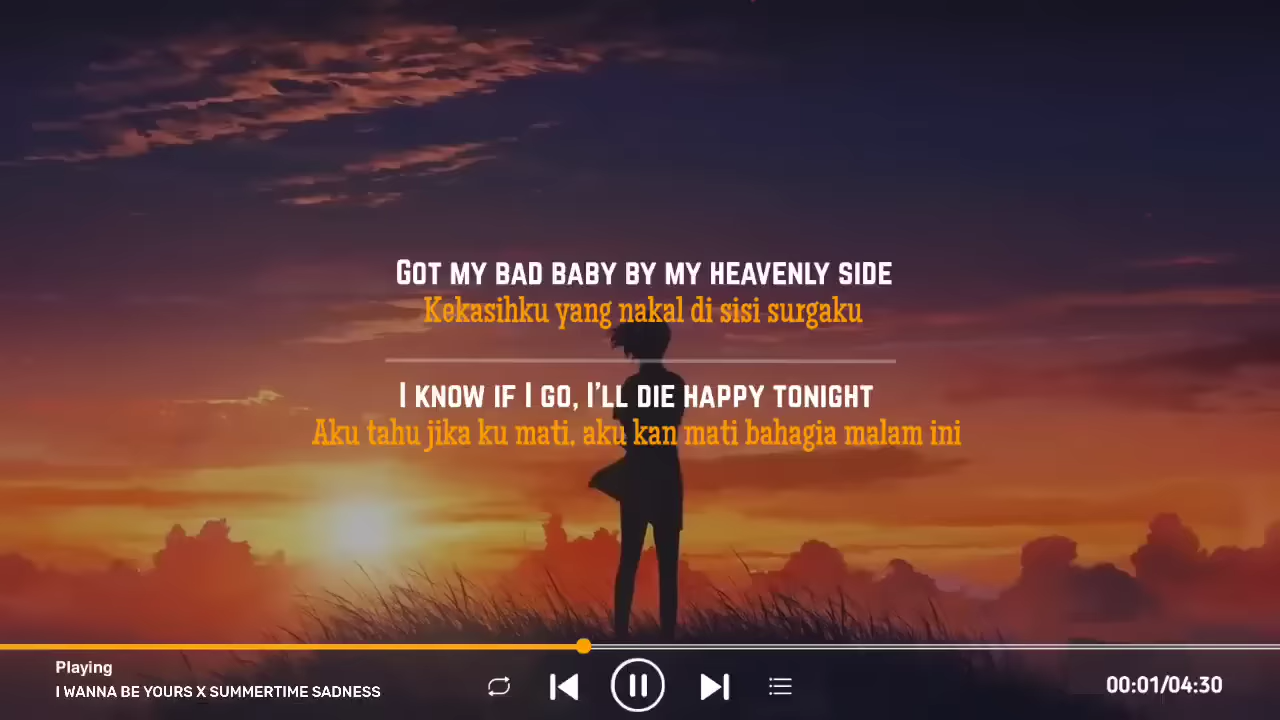 GOT MY BAD BABY BY MY HEAVENLY SIDE
Kekasihku yang nakal di sisi surgaku
I KNOW IF I GO, I'LL DIE HAPPY TONIGHT
Aku tahu jika ku mati, aku kan mati bahagia malam ini
Playing
I WANNA BE YOURS X SUMMERTIME SADNESS
00:01/04:30